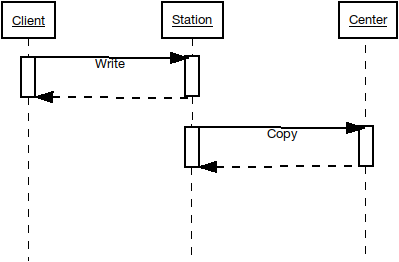 Client
Station
Center
Write
Copy